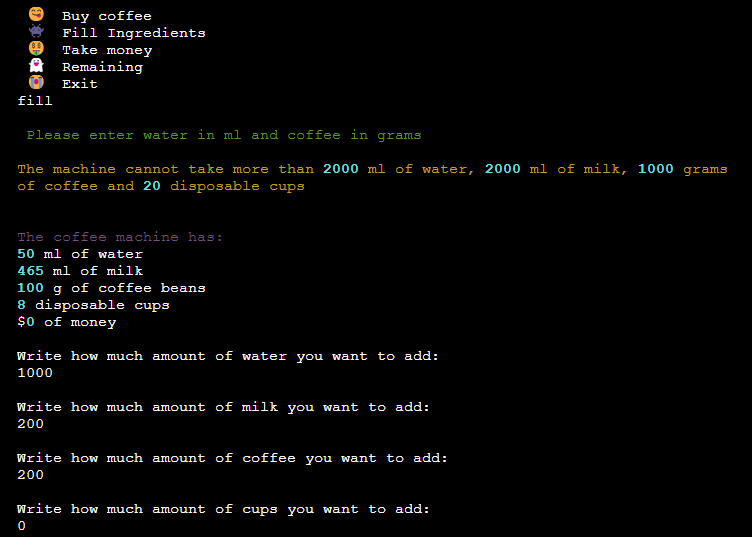 Buy coffee
Fill Ingredients
Take money
Remaining
Exit
fill
Please enter water in ml and coffee in grams
The machine cannot take more than 2000 ml of water, 2000 ml of milk, 1000 grams
of coffee and 20 disposable cups
The coffee machine has:
50 ml of water
465 ml of milk
100 g of coffee beans
8 disposable cups
$0 of money
Write how much amount of water you want to add:
1000
Write how much amount of milk you want to add:
200
Write how much amount of coffee you want to add:
200
Write how much amount of cups you want to add:
0